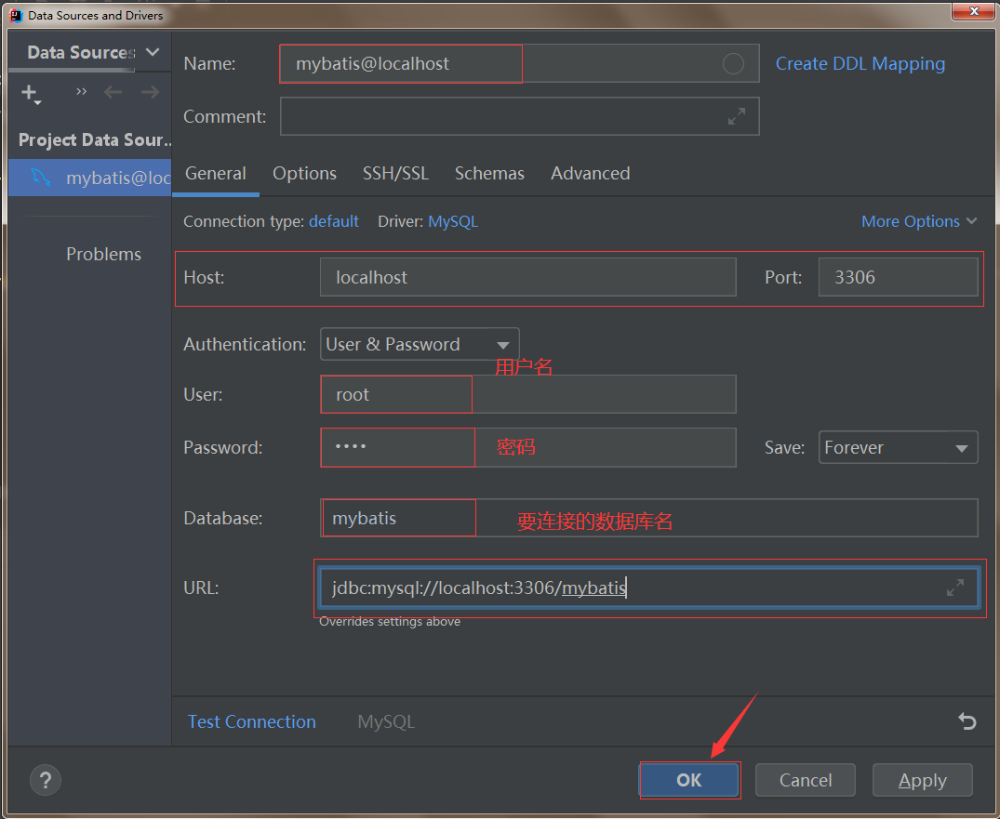 Data Sources and Drivers
Data Sources
Name: mybatis@localhost
Create DDL Mapping
Comment:
Project Data Sour..
mybatis@loc
Problems
General Options SSH/SSL Schemas Advanced
Connection type: default Driver: MySQL More Options
Host: localhost Port: 3306
Authentication: User & Password
用户名
User: root
Password: •••• 密码 Save: Forever
Database: mybatis 要连接的数据库名
URL: jdbc:mysql://localhost:3306/mybatis
Overrides settings above
Test Connection MySQL
? OK Cancel Apply